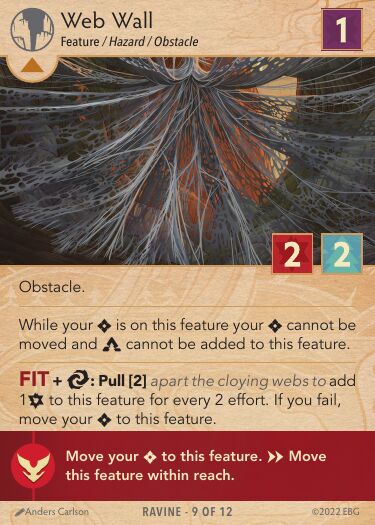 Web Wall
Feature / Hazard / Obstacle
1
2 2
Obstacle.
While your is on this feature your cannot be
moved and cannot be added to this feature.
FIT + : Pull [2] apart the cloying webs to add
1 to this feature for every 2 effort. If you fail,
move your to this feature.
Move your to this feature. Move
this feature within reach.
Anders Carlson RAVINE - 9 OF 12 ©2022 EBG